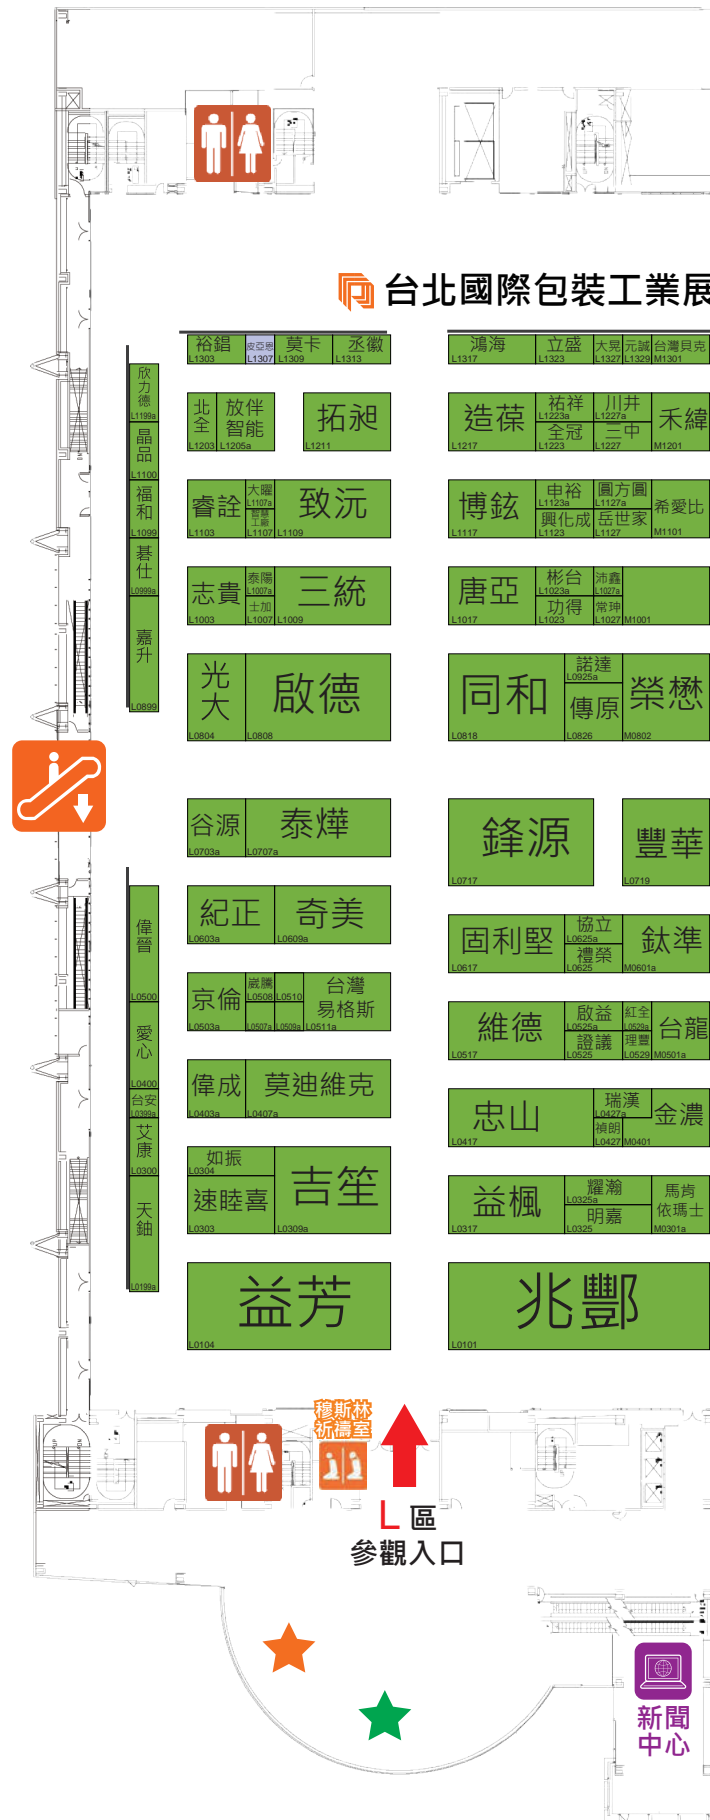 台北國際包裝工業展
裕錩
L1303
皮亞恩
L1307
莫卡
L1309
丞徽
L1313
鴻海
L1317
立盛
L1323
大晃
L1327
元誠
L1329
台灣貝克
M1301
欣力德
L1199a
晶品
L1100
福和
L1099
碁仕
L0999a
嘉升
L0899
北全
L1203
放伴
智能
L1205a
拓昶
L1211
造葆
L1217
祐祥
L1223a
全冠
L1223
川井
L1227a
三中
L1227
禾緯
M1201
睿詮
L1103
大曜
L1107a
智慧
工廠
L1107
致沅
L1109
博鉉
L1117
申裕
L1123a
興化成
L1123
圓方圓
L1127a
岳世家
L1127
希愛比
M1101
志貴
L1003
泰陽
L1007a
士加
L1007
三統
L1009
唐亞
L1017
彬台
L1023a
功得
L1023
沛鑫
L1027a
常珅
L1027
M1001
光大
L0804
啟德
L0808
同和
L0818
諾達
L0925a
傳原
L0826
榮懋
M0802
谷源
L0703a
泰燁
L0707a
鋒源
L0717
豐華
L0719
偉晉
L0500
愛心
L0400
台安
L0399a
艾康
L0300
天鈾
L0199a
紀正
L0603a
奇美
L0609a
固利堅
L0617
協立
L0625a
禮榮
L0625
鈦準
M0601a
京倫
L0503a
崴騰
L0508
L0510
L0507a
L0509a
台灣
易格斯
L0511a
維德
L0517
啟益
L0525a
證議
L0525
紅全
L0529a
理豐
L0529
台龍
M0501a
偉成
L0403a
莫迪維克
L0407a
忠山
L0417
瑞漢
L0427a
禎朗
L0427
金濃
M0401
如振
L0304
速睦喜
L0303
吉笙
L0309a
益楓
L0317
耀瀚
L0325a
明嘉
L0325
馬肯
依瑪士
M0301a
益芳
L0104
兆酆
L0101
穆斯林
祈禱室
L 區
參觀入口
新聞
中心